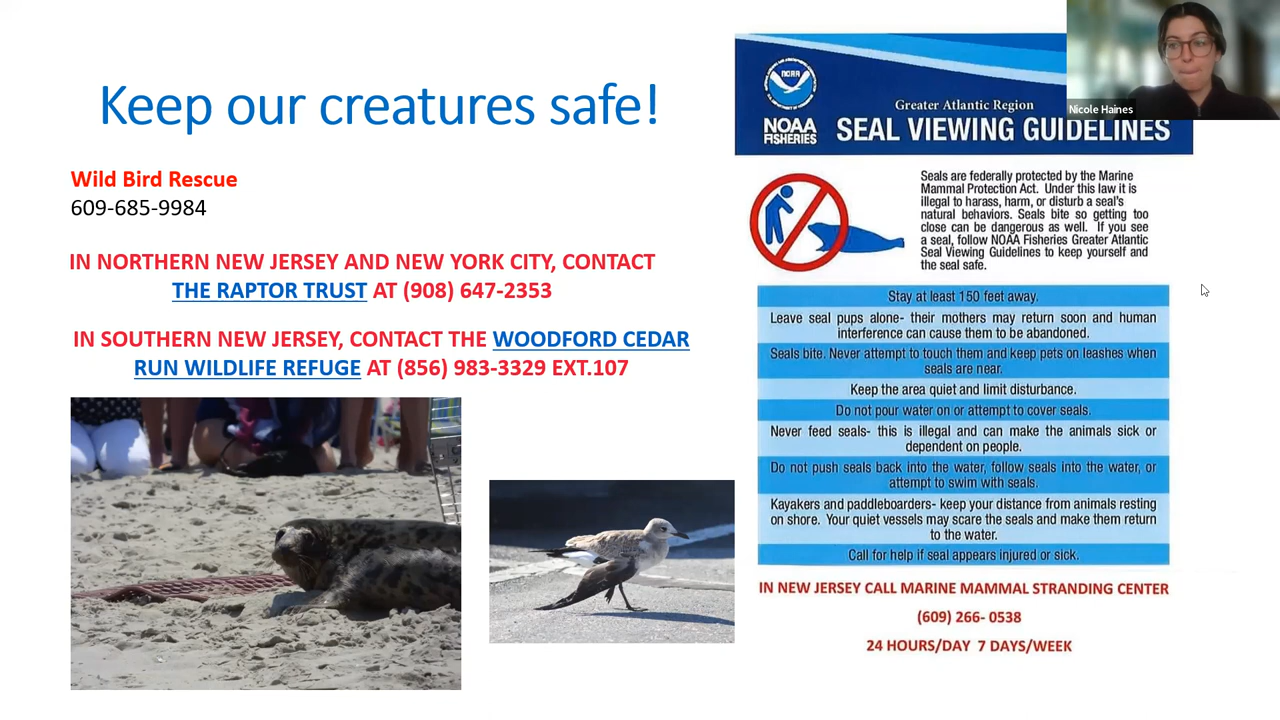 Keep our creatures safe!
Wild Bird Rescue
609-685-9984
IN NORTHERN NEW JERSEY AND NEW YORK CITY, CONTACT
THE RAPTOR TRUST AT (908) 647-2353
IN SOUTHERN NEW JERSEY, CONTACT THE WOODFORD CEDAR
RUN WILDLIFE REFUGE AT (856) 983-3329 EXT.107
NOAA
NOAA
FISHERIES
Greater Atlantic Region
SEAL VIEWING GUIDELINES
Nicole Haines
Seals are federally protected by the Marine
Mammal Protection Act. Under this law it is
illegal to harass, harm, or disturb a seal's
natural behaviors. Seals bite so getting too
close can be dangerous as well. If you see
a seal, follow NOAA Fisheries Greater Atlantic
Seal Viewing Guidelines to keep yourself and
the seal safe.
Stay at least 150 feet away.
Leave seal pups alone- their mothers may return soon and human
interference can cause them to be abandoned.
Seals bite. Never attempt to touch them and keep pets on leashes when
seals are near.
Keep the area quiet and limit disturbance.
Do not pour water on or attempt to cover seals.
Never feed seals- this is illegal and can make the animals sick or
dependent on people.
Do not push seals back into the water, follow seals into the water, or
attempt to swim with seals.
Kayakers and paddleboarders- keep your distance from animals resting
on shore. Your quiet vessels may scare the seals and make them return
to the water.
Call for help if seal appears injured or sick.
IN NEW JERSEY CALL MARINE MAMMAL STRANDING CENTER
(609) 266- 0538
24 HOURS/DAY 7 DAYS/WEEK